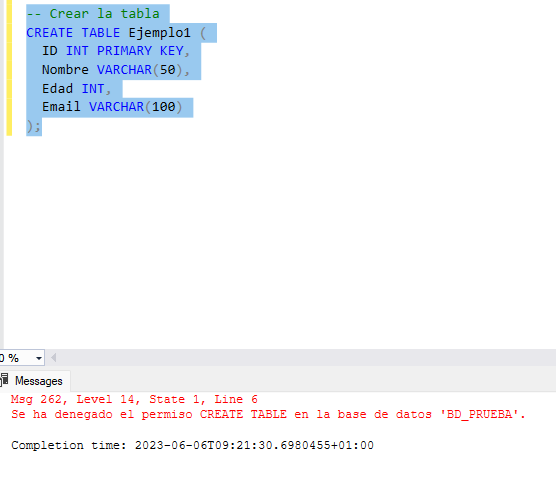 -- Crear la tabla
CREATE TABLE Ejemplo1 (
ID INT PRIMARY KEY,
Nombre VARCHAR(50),
Edad INT,
Email VARCHAR(100)
);
0 %
Messages
Msg 262, Level 14, State 1, Line 6
Se ha denegado el permiso CREATE TABLE en la base de datos 'BD_PRUEBA'.
Completion time: 2023-06-06T09:21:30.6980455+01:00